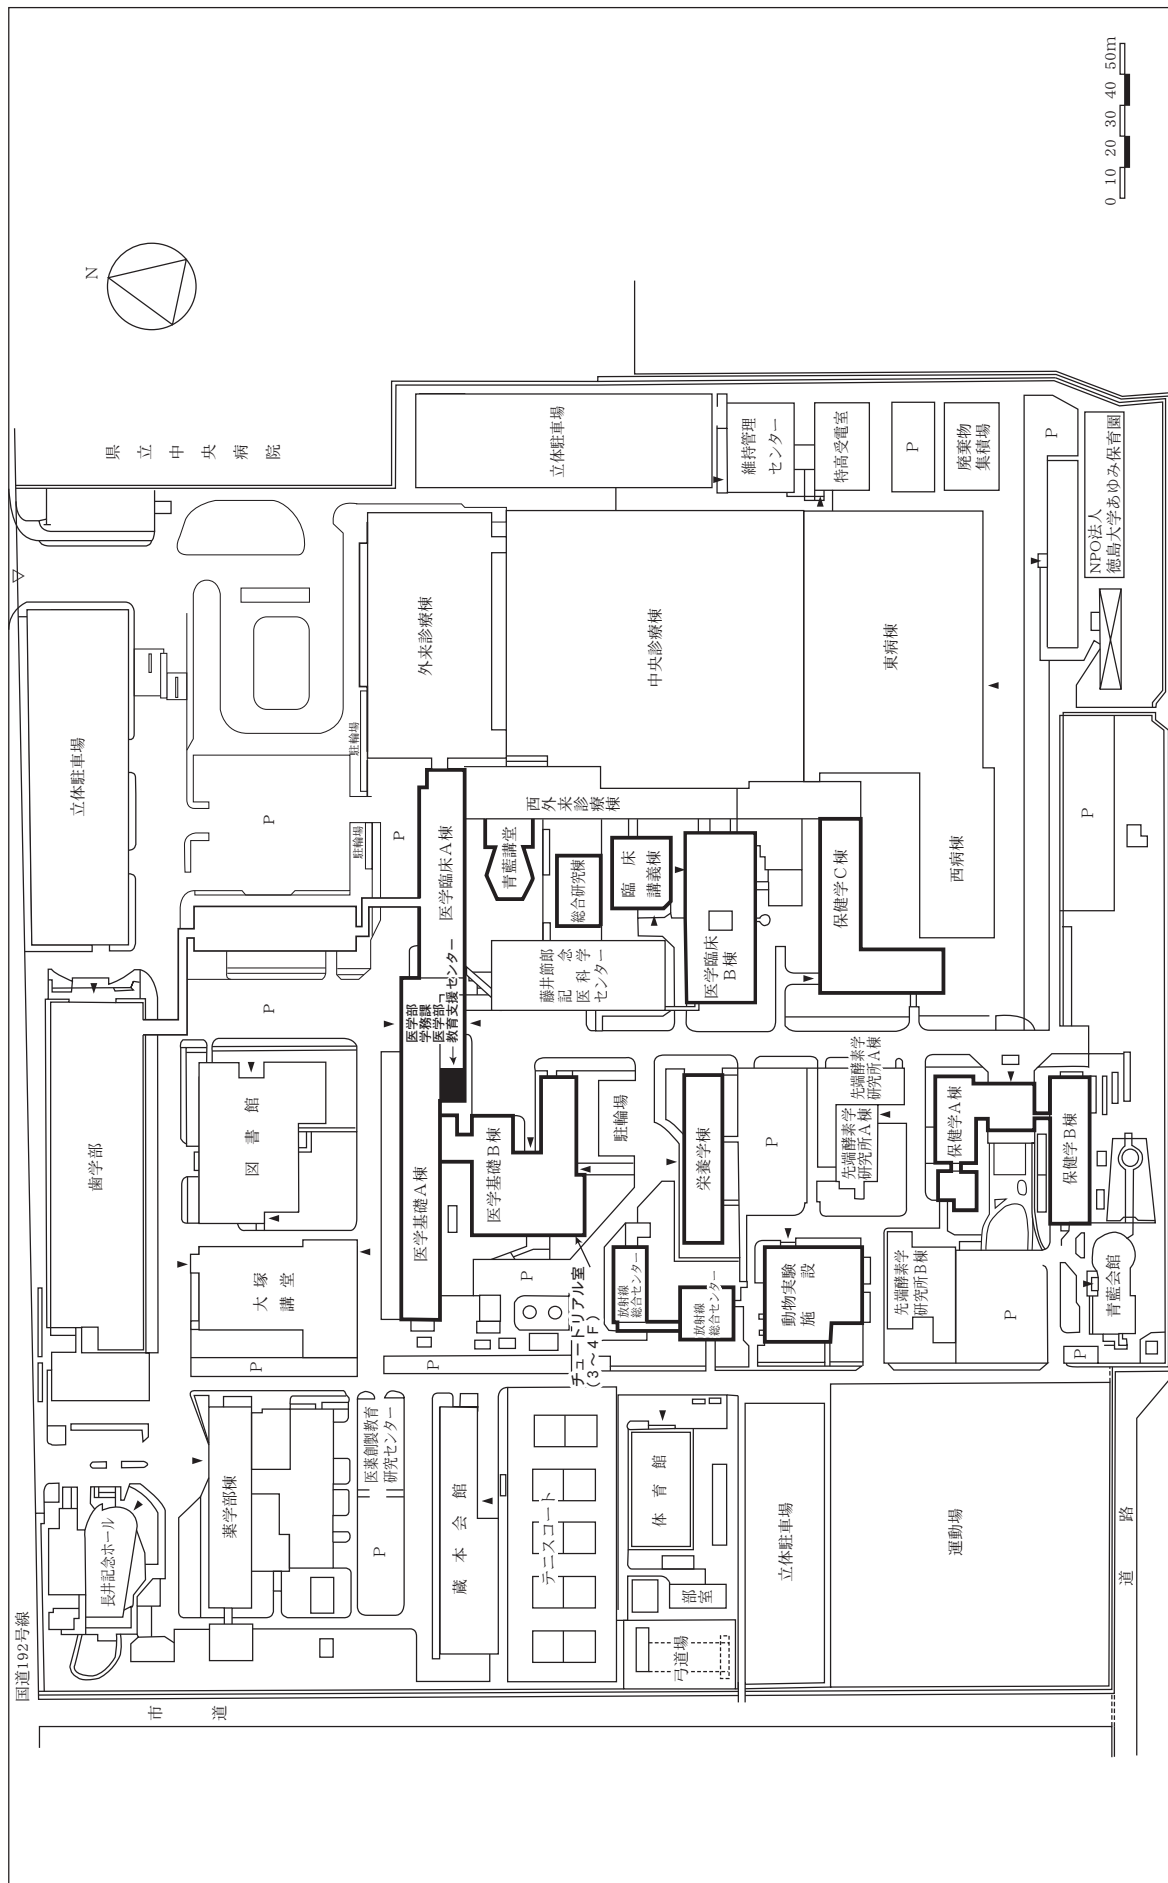 国道192号線
市道
長井記念ホール
歯学部
立体駐車場
県立中央病院
N
薬学部棟
P
大塚
講堂
図書館
P
P
駐輪場
駐輪場
P
医薬創製教育
研究センター
P
蔵本会館
P
医学基礎A棟
医学部
学務課
医学部
教育支援センター
医学臨床A棟
P
外来診療棟
立体駐車場
テニスコート
チュートリアル室
(3～4F)
P
医学基礎B棟
駐輪場
藤井節郎
記念
医科学
センター
青藍講堂
総合研究棟
西外来診療棟
中央診療棟
弓道場
部室
体育館
放射線
総合センター
放射線
総合センター
栄養学棟
臨床
講義棟
医学臨床
B棟
維持管理
センター
特高受電室
立体駐車場
動物実験
施設
P
先端酵素学
研究所A棟
先端酵素学
研究所A棟
保健学C棟
東病棟
西病棟
P
廃棄物
集積場
運動場
先端酵素学
研究所B棟
P
保健学A棟
保健学B棟
P
青藍会館
P
P
NPO法人
徳島大学あゆみ保育園
道路
0 10 20 30 40 50m